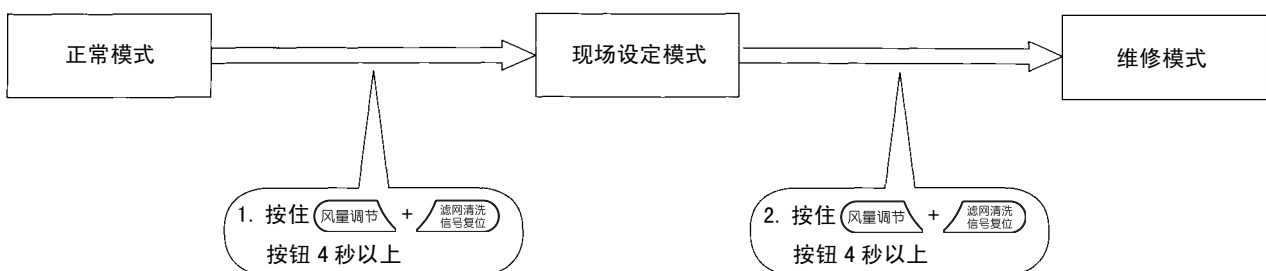 正常模式
现场设定模式
维修模式
1. 按住 风量调节 + 滤网清洗 信号复位
按钮 4 秒以上
2. 按住 风量调节 + 滤网清洗 信号复位
按钮 4 秒以上